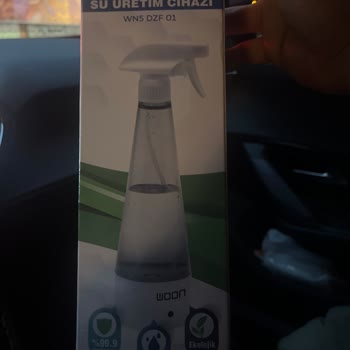 SU ÜRETİM CİHAZI
WNS DZF 01
woon
%99.9
Ekolojik